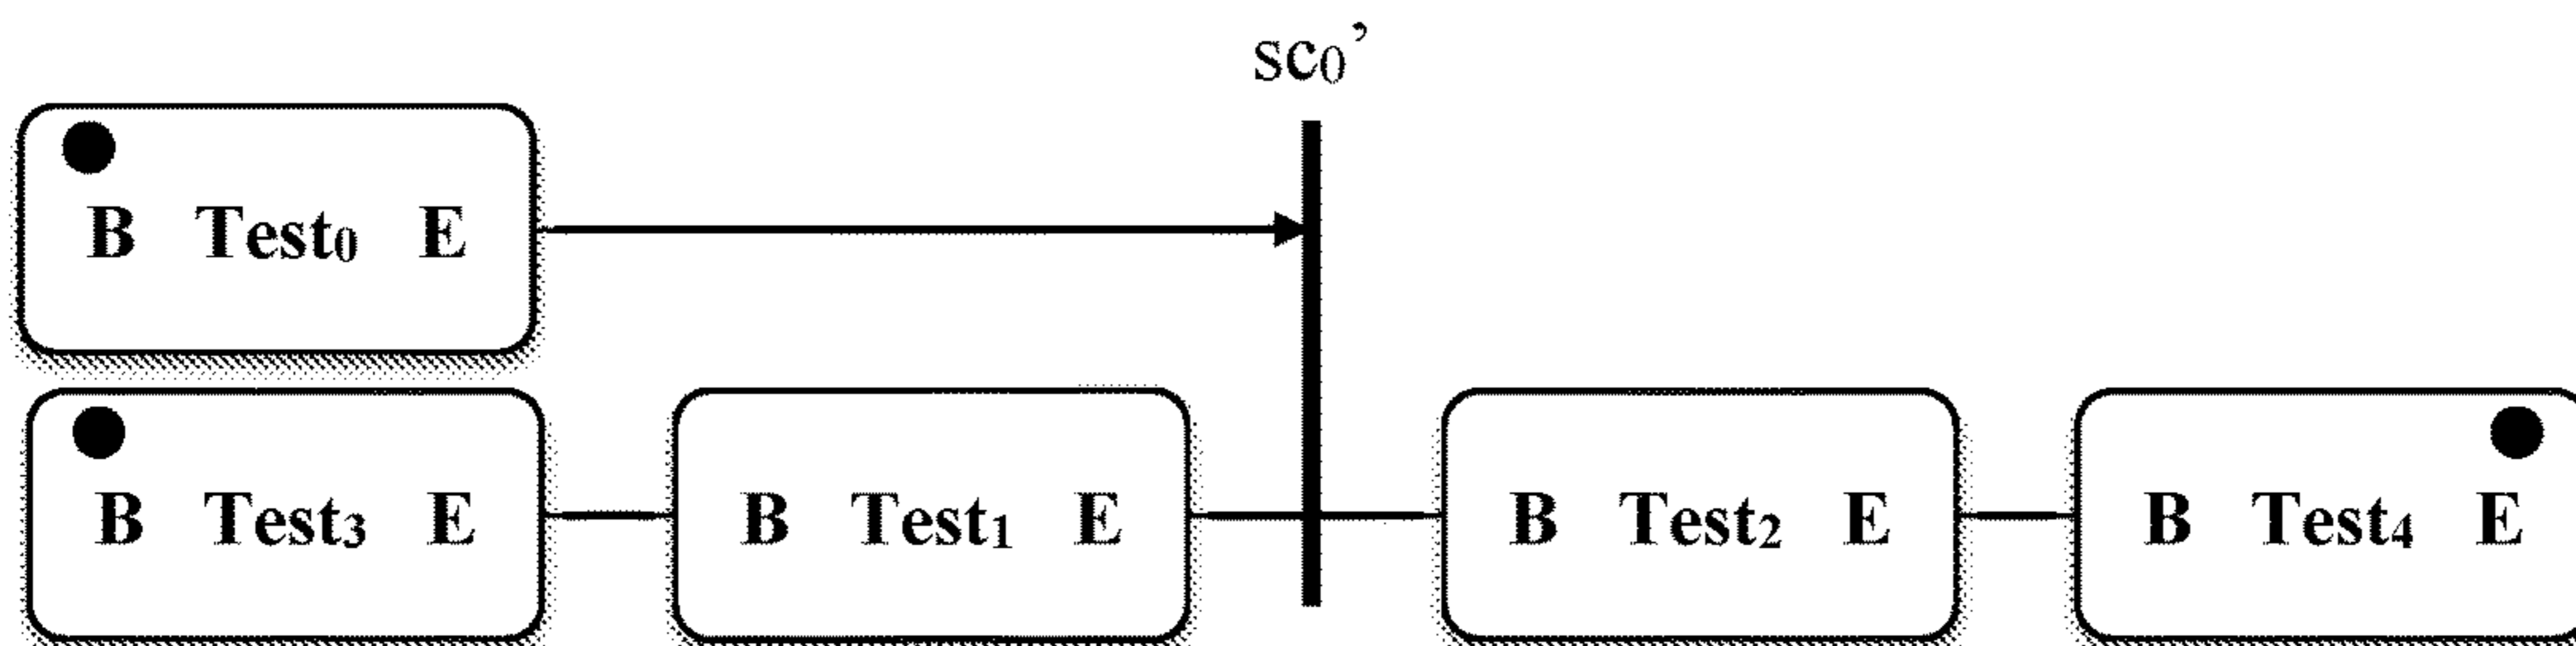 sc₀’
B Test₀ E
B Test₃ E B Test₁ E B Test₂ E B Test₄ E